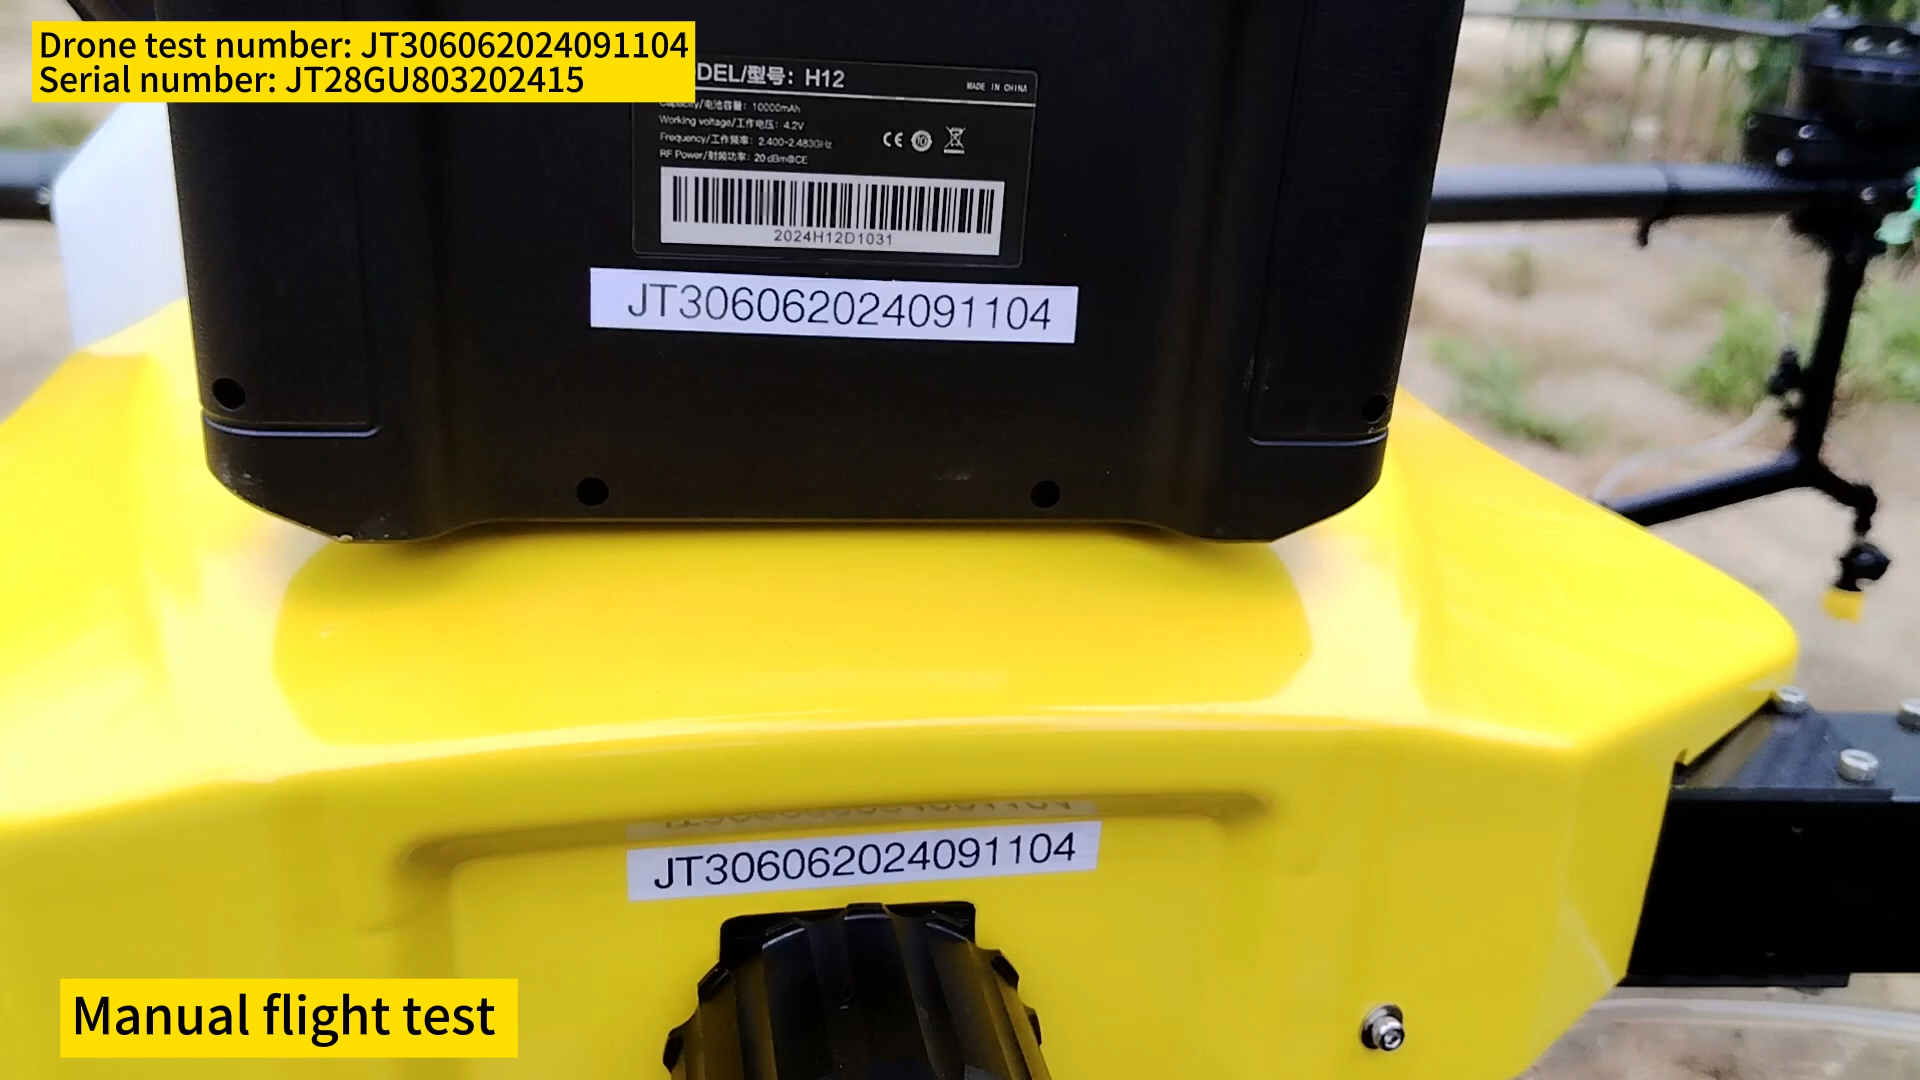 Drone test number: JT306062024091104
Serial number: JT28GU803202415
DEL/型号: H12
MADE IN CHINA
Capacity/电池容量: 10000mAh
Working voltage/工作电压: 4.2V
Frequency/工作频率: 2.400-2.483GHz
RF Power/射频功率: 20 dBm@CE
CE
10
2024H12D1031
JT306062024091104
JT306062024091104
Manual flight test